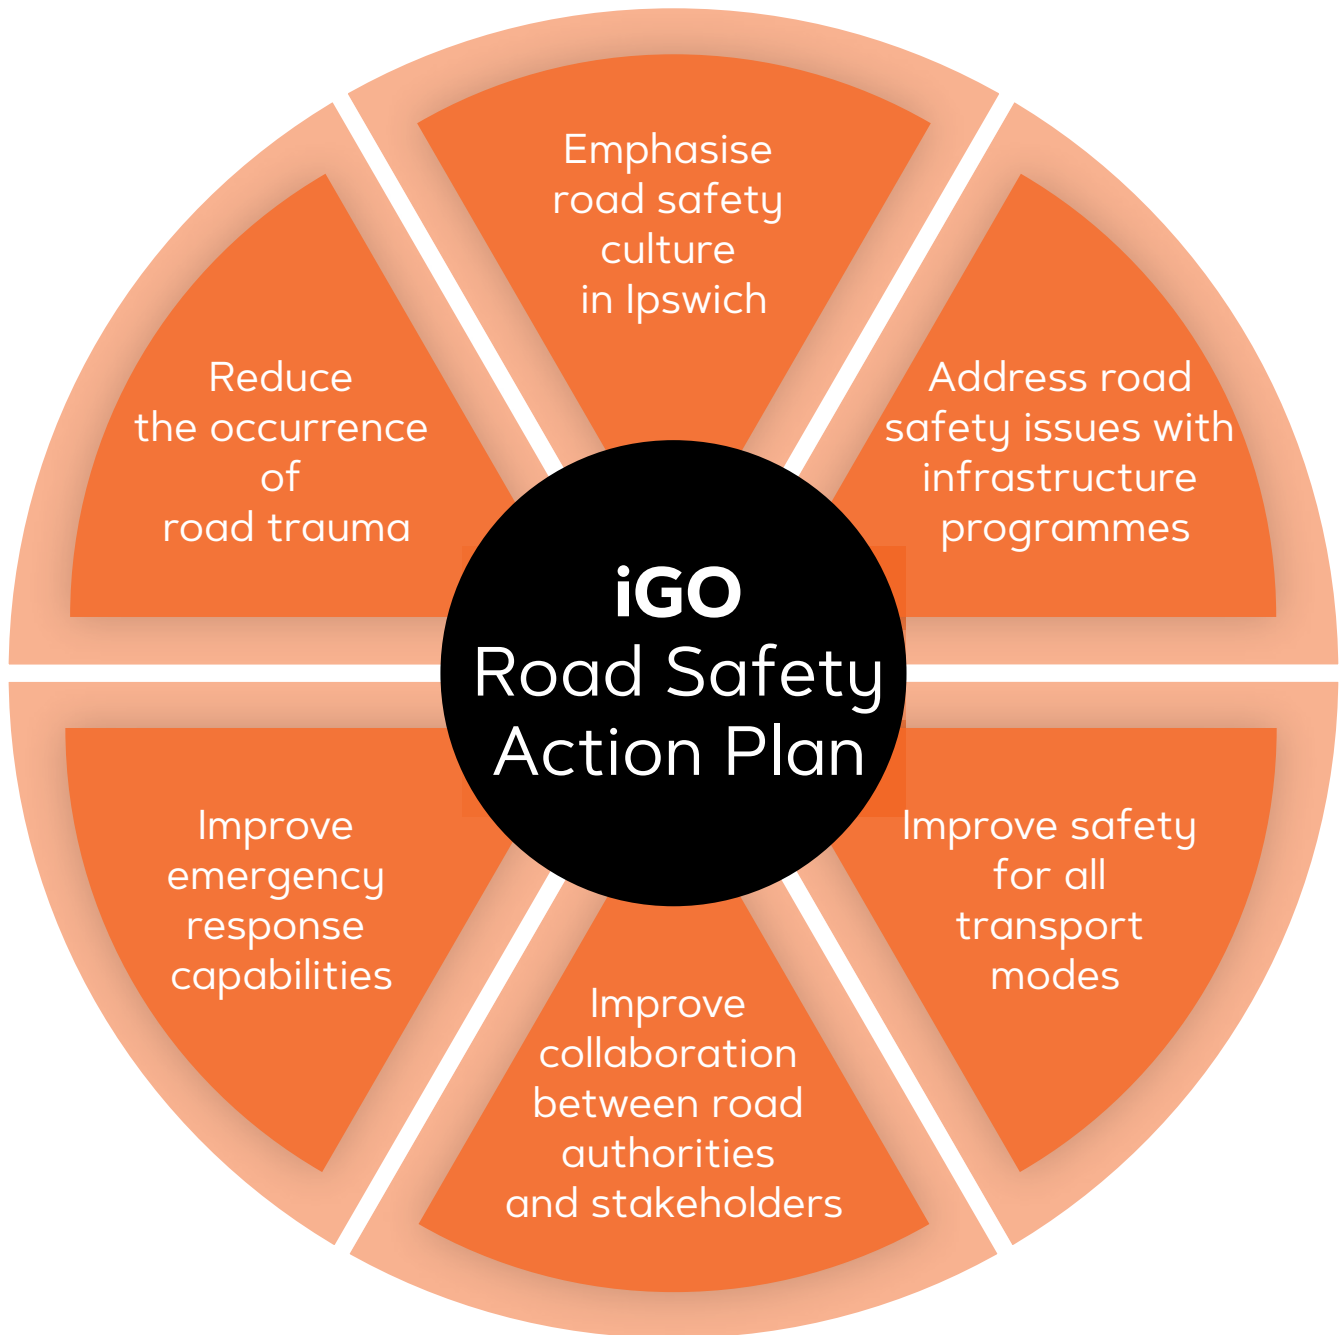 Emphasise
road safety
culture
in Ipswich
Address road
safety issues with
infrastructure
programmes
Improve safety
for all
transport
modes
Improve
collaboration
between road
authorities
and stakeholders
Improve
emergency
response
capabilities
Reduce
the occurrence
of
road trauma
iGO
Road Safety
Action Plan